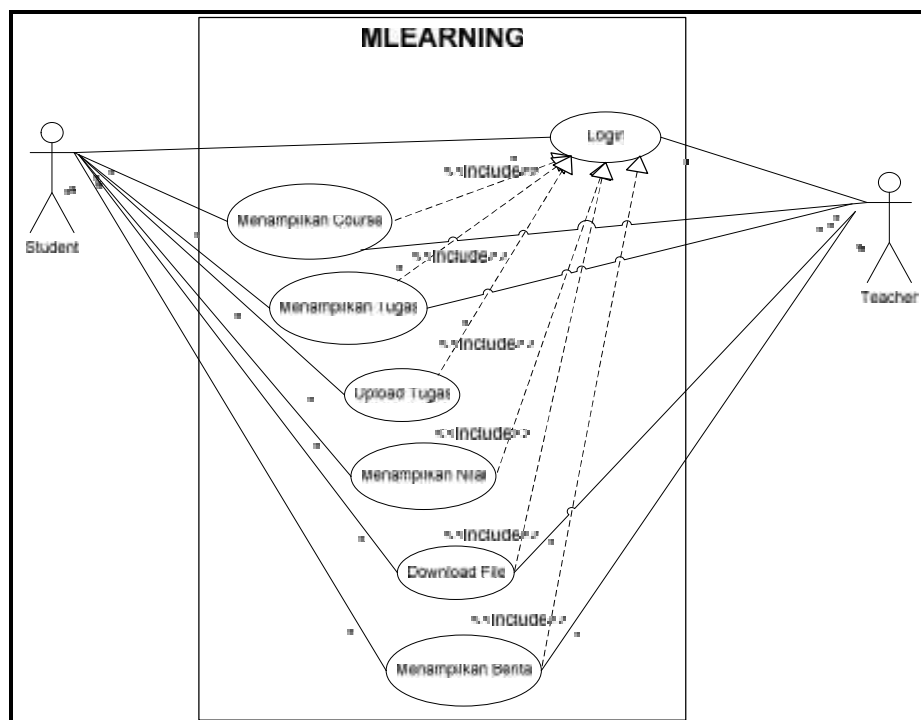 MLEARNING
Login
<<Include>>
Menampilkan Course
Student
<<Include>>
Teacher
Menampilkan Tugas
<<Include>>
Upload Tugas
<<Include>>
Menampilkan Nilai
<<Include>>
Download File
<<Include>>
Menampilkan Berita